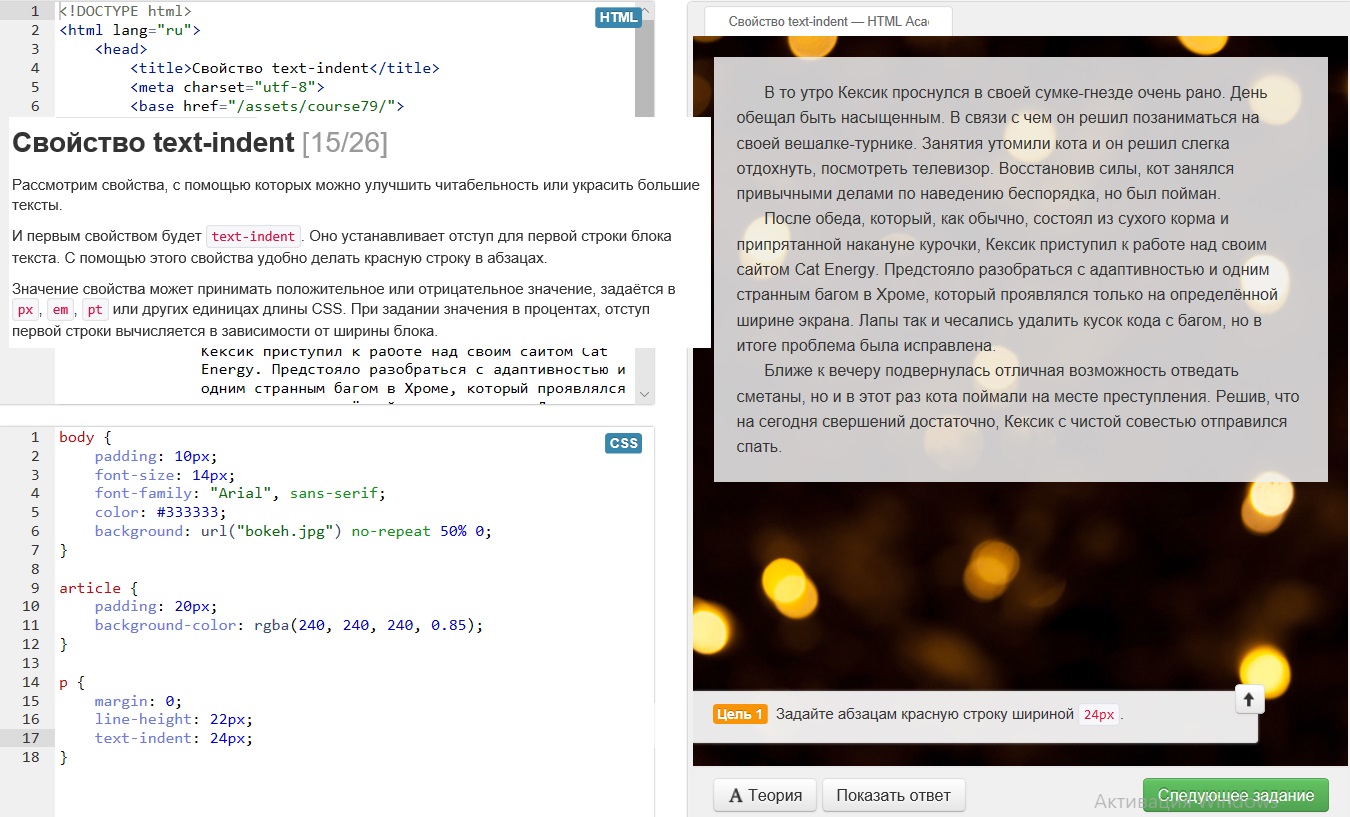 1 <!DOCTYPE html>
2 <html lang="ru">
3 <head>
4 <title>Свойство text-indent</title>
5 <meta charset="utf-8">
6 <base href="/assets/course79/">
HTML
Свойство text-indent [15/26]
Рассмотрим свойства, с помощью которых можно улучшить читабельность или украсить большие
тексты.
И первым свойством будет text-indent. Оно устанавливает отступ для первой строки блока
текста. С помощью этого свойства удобно делать красную строку в абзацах.
Значение свойства может принимать положительное или отрицательное значение, задаётся в
px, em, pt или других единицах длины CSS. При задании значения в процентах, отступ
первой строки вычисляется в зависимости от ширины блока.
Кексик приступил к работе над своим сайтом Cat
Energy. Предстояло разобраться с адаптивностью и
одним странным багом в Хроме, который проявлялся
CSS
1 body {
2 padding: 10px;
3 font-size: 14px;
4 font-family: "Arial", sans-serif;
5 color: #333333;
6 background: url("bokeh.jpg") no-repeat 50% 0;
7 }
8
9 article {
10 padding: 20px;
11 background-color: rgba(240, 240, 240, 0.85);
12 }
13
14 p {
15 margin: 0;
16 line-height: 22px;
17 text-indent: 24px;
18 }
Свойство text-indent — HTML Aca
В то утро Кексик проснулся в своей сумке-гнезде очень рано. День
обещал быть насыщенным. В связи с чем он решил позаниматься на
своей вешалке-турнике. Занятия утомили кота и он решил слегка
отдохнуть, посмотреть телевизор. Восстановив силы, кот занялся
привычными делами по наведению беспорядка, но был пойман.
После обеда, который, как обычно, состоял из сухого корма и
припрятанной накануне курочки, Кексик приступил к работе над своим
сайтом Cat Energy. Предстояло разобраться с адаптивностью и одним
странным багом в Хроме, который проявлялся только на определённой
ширине экрана. Лапы так и чесались удалить кусок кода с багом, но в
итоге проблема была исправлена.
Ближе к вечеру подвернулась отличная возможность отведать
сметаны, но и в этот раз кота поймали на месте преступления. Решив, что
на сегодня свершений достаточно, Кексик с чистой совестью отправился
спать.
Цель 1 Задайте абзацам красную строку шириной 24px.
А Теория
Показать ответ
Следующее задание
Активация Windows